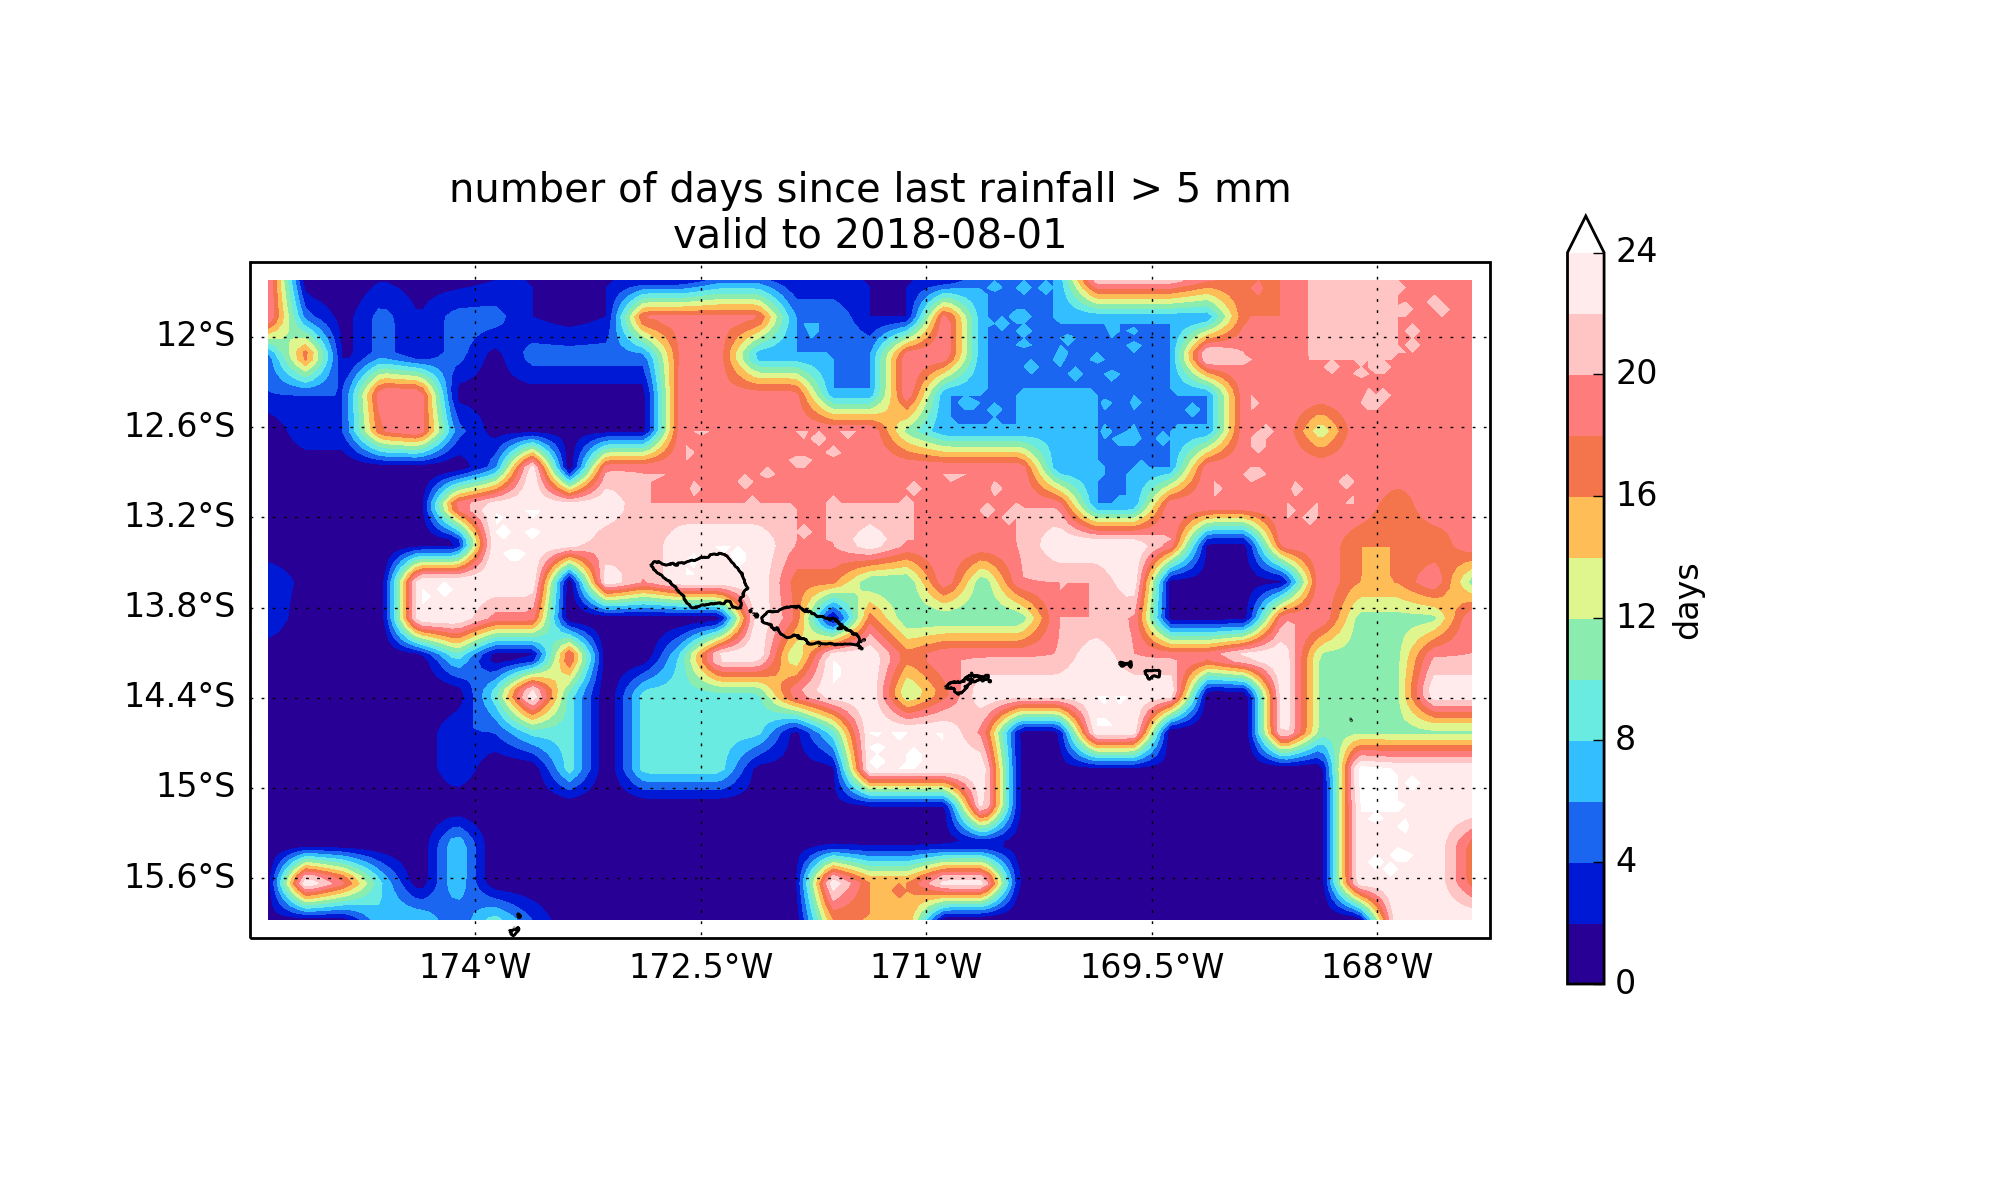 number of days since last rainfall > 5 mm
valid to 2018-08-01
12°S
12.6°S
13.2°S
13.8°S
14.4°S
15°S
15.6°S
174°W
172.5°W
171°W
169.5°W
168°W
24
20
16
12
8
4
0
days